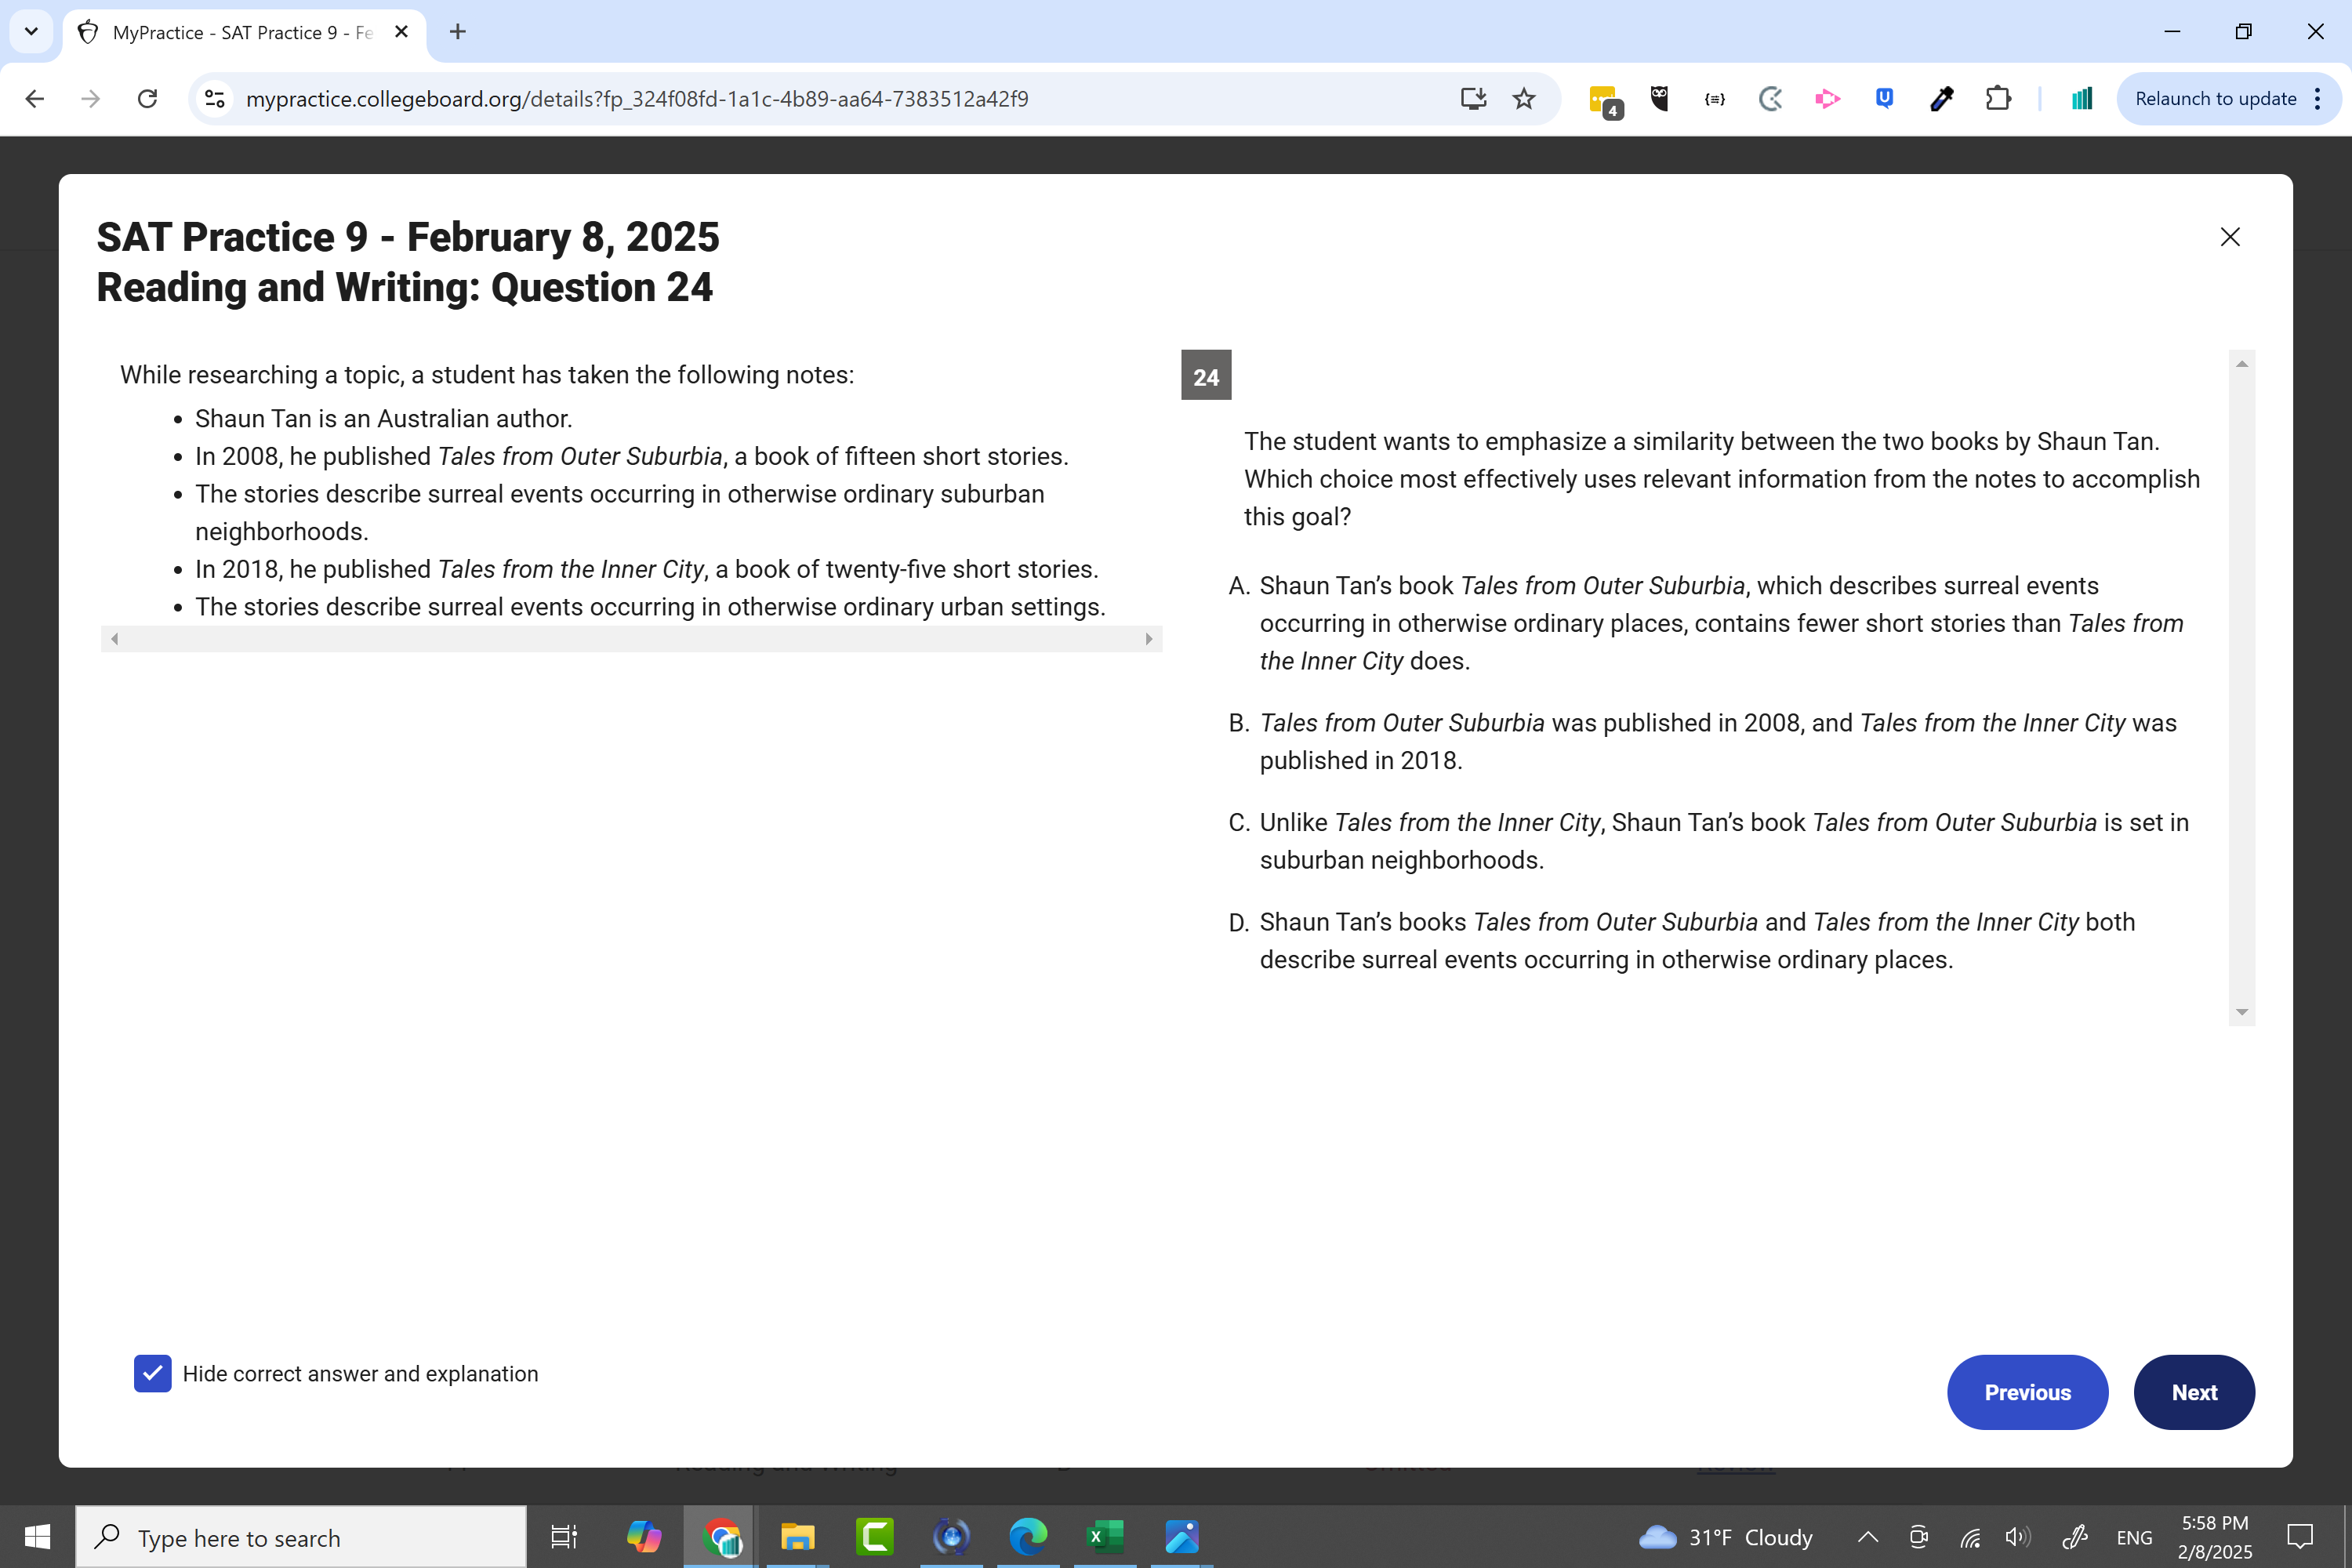 MyPractice - SAT Practice 9 - Fe
mypractice.collegeboard.org/details?fp_324f08fd-1a1c-4b89-aa64-7383512a42f9
4
Relaunch to update
SAT Practice 9 - February 8, 2025
Reading and Writing: Question 24
While researching a topic, a student has taken the following notes:
• Shaun Tan is an Australian author.
• In 2008, he published Tales from Outer Suburbia, a book of fifteen short stories.
• The stories describe surreal events occurring in otherwise ordinary suburban
neighborhoods.
• In 2018, he published Tales from the Inner City, a book of twenty-five short stories.
• The stories describe surreal events occurring in otherwise ordinary urban settings.
24
The student wants to emphasize a similarity between the two books by Shaun Tan.
Which choice most effectively uses relevant information from the notes to accomplish
this goal?
A. Shaun Tan’s book Tales from Outer Suburbia, which describes surreal events
occurring in otherwise ordinary places, contains fewer short stories than Tales from
the Inner City does.
B. Tales from Outer Suburbia was published in 2008, and Tales from the Inner City was
published in 2018.
C. Unlike Tales from the Inner City, Shaun Tan’s book Tales from Outer Suburbia is set in
suburban neighborhoods.
D. Shaun Tan’s books Tales from Outer Suburbia and Tales from the Inner City both
describe surreal events occurring in otherwise ordinary places.
Hide correct answer and explanation
Previous
Next
Type here to search
31°F Cloudy
ENG
5:58 PM
2/8/2025